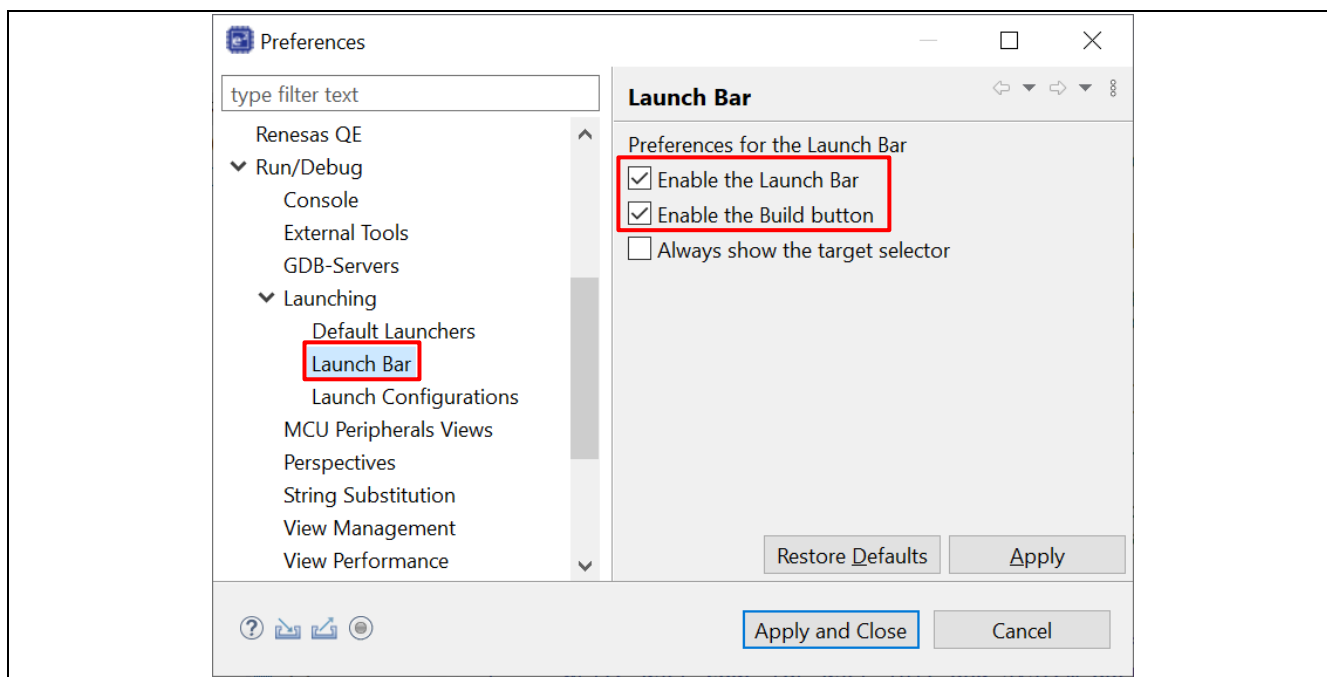 Preferences
type filter text
Renesas QE
Run/Debug
Console
External Tools
GDB-Servers
Launching
Default Launchers
Launch Bar
Launch Configurations
MCU Peripherals Views
Perspectives
String Substitution
View Management
View Performance
Launch Bar
Preferences for the Launch Bar
Enable the Launch Bar
Enable the Build button
Always show the target selector
Restore Defaults
Apply
Apply and Close
Cancel